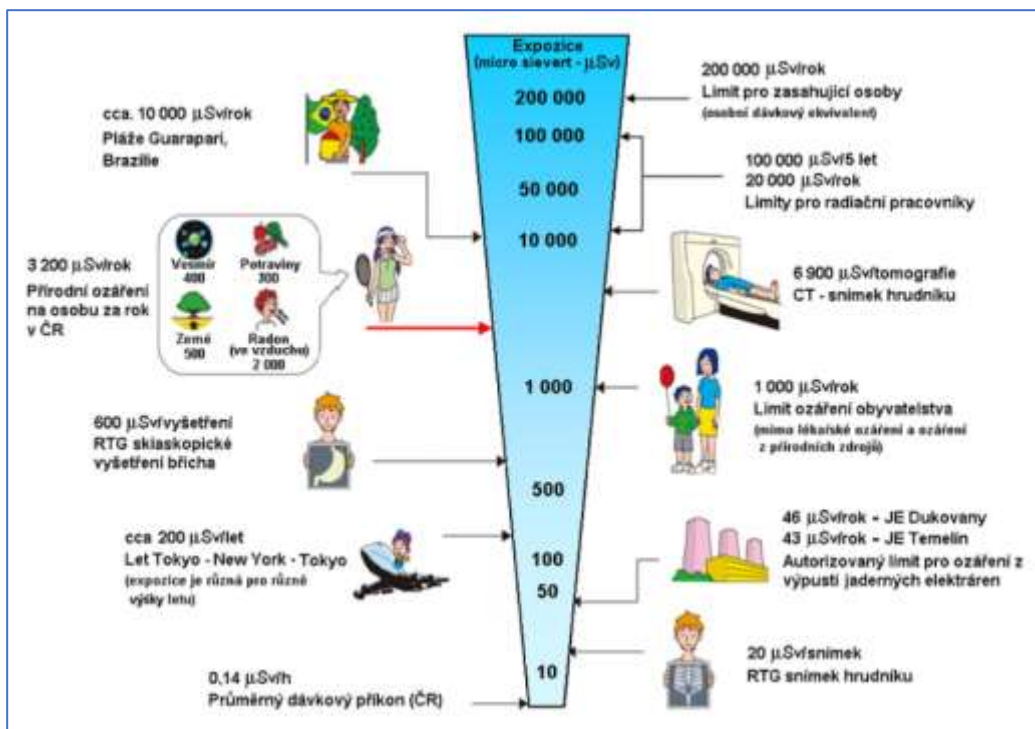 Expozice
(micro sievert - µSv)
200 000
100 000
50 000
10 000
1 000
500
100
50
10
cca. 10 000 µSv/rok
Pláže Guarapari,
Brazílie
3 200 µSv/rok
Přírodní ozáření
na osobu za rok
v ČR
Vesmír
400
Potraviny
300
Země
500
Radon
(ve vzduchu)
2 000
600 µSv/vyšetření
RTG skiaskopické
vyšetření břicha
cca 200 µSv/let
Let Tokyo - New York - Tokyo
(expozice je různá pro různé
výšky letu)
0,14 µSv/h
Průměrný dávkový příkon (ČR)
200 000 µSv/rok
Limit pro zasahující osoby
(osobní dávkový ekvivalent)
100 000 µSv/5 let
20 000 µSv/rok
Limity pro radiační pracovníky
6 900 µSv/tomografie
CT - snímek hrudníku
1 000 µSv/rok
Limit ozáření obyvatelstva
(mimo lékařské ozáření a ozáření
z přírodních zdrojů)
46 µSv/rok - JE Dukovany
43 µSv/rok - JE Temelín
Autorizovaný limit pro ozáření z
výpustí jaderných elektráren
20 µSv/snímek
RTG snímek hrudníku